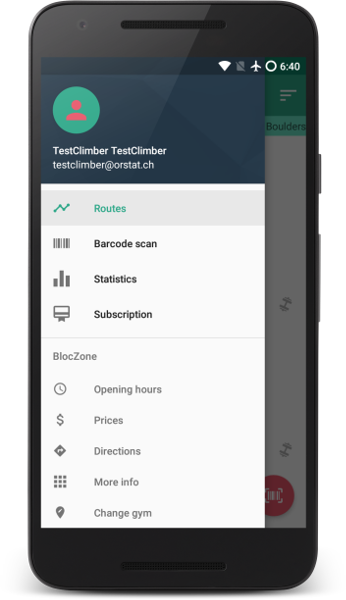 6:40
TestClimber TestClimber
testclimber@orstat.ch
Boulders
Routes
Barcode scan
Statistics
Subscription
BlocZone
Opening hours
Prices
Directions
More info
Change gym